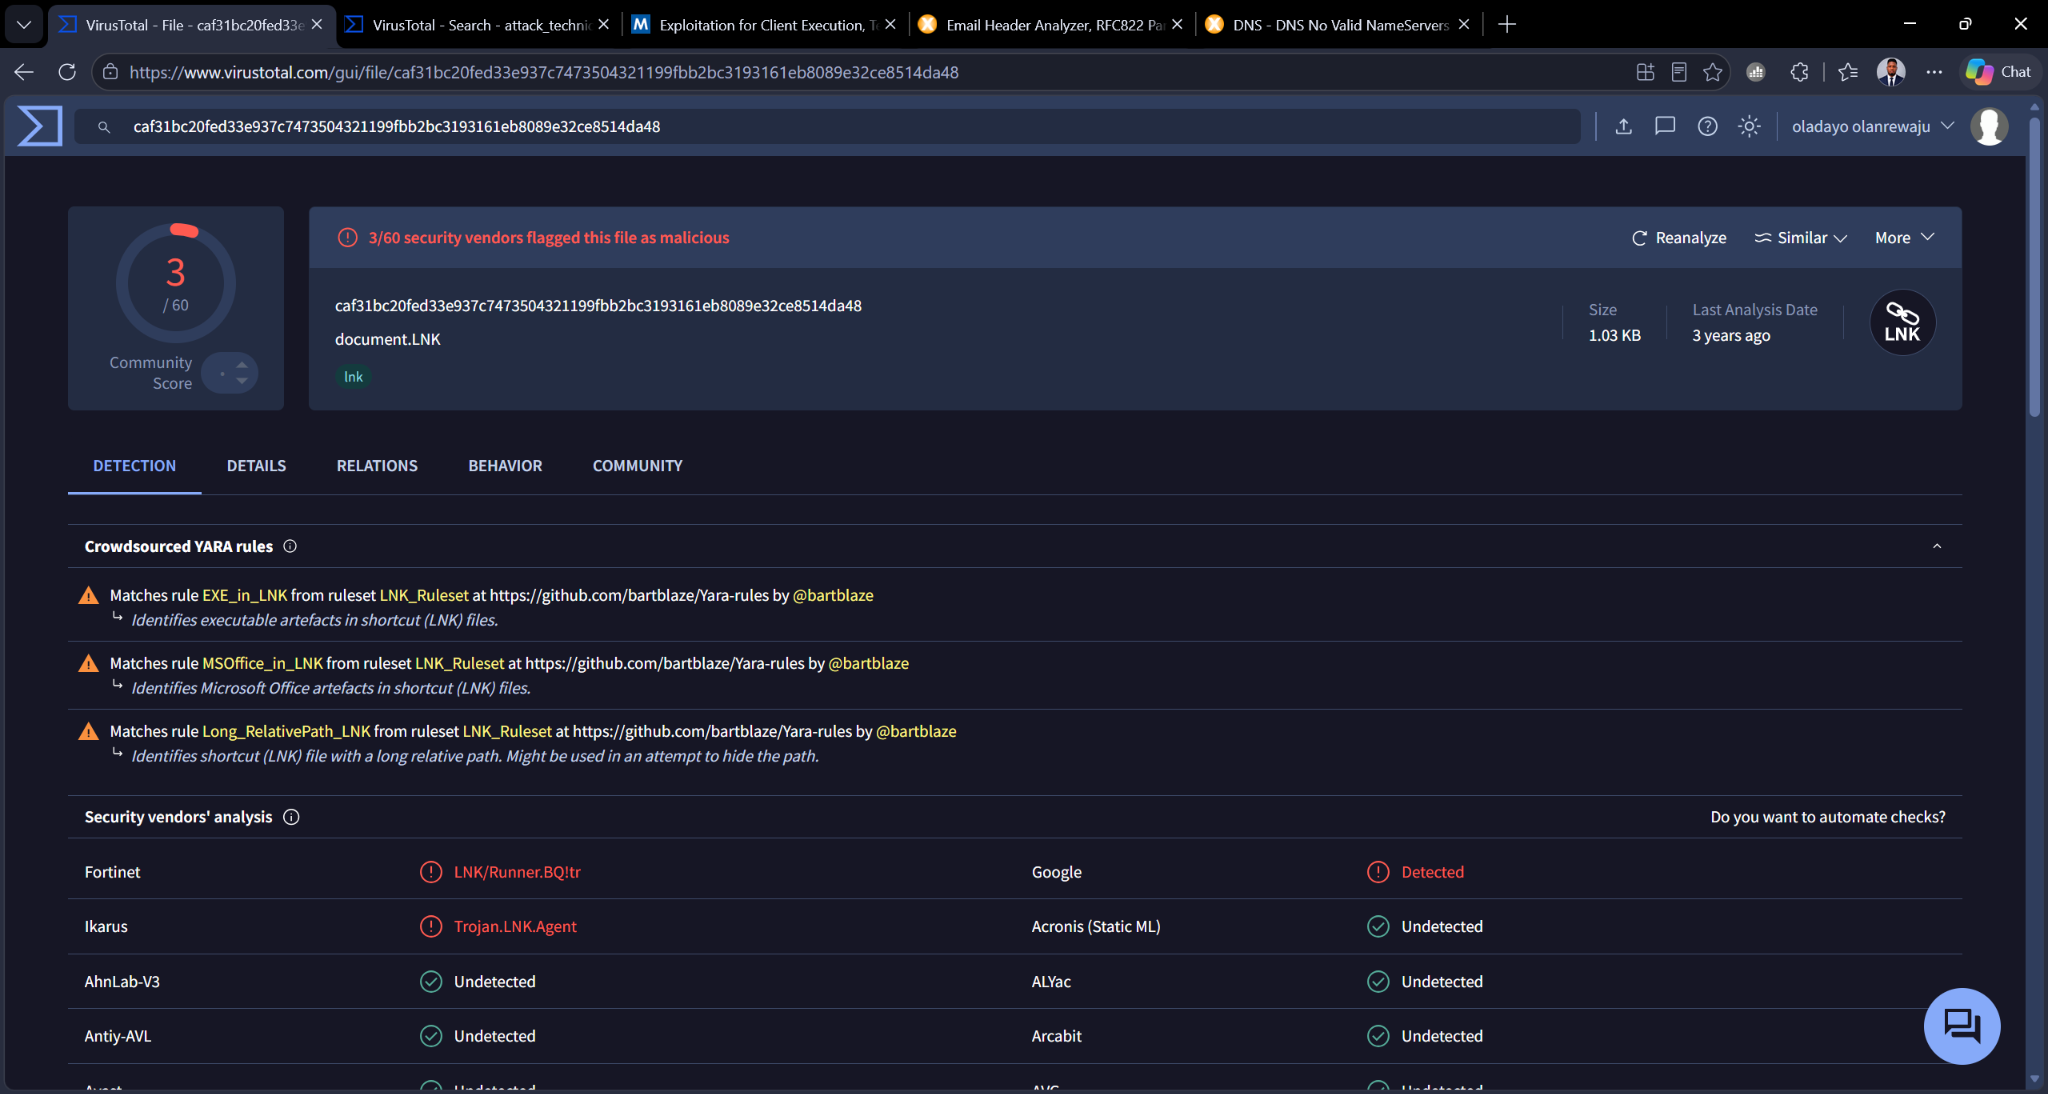 VirusTotal - File - caf31bc20fed33e
VirusTotal - Search - attack_technic
Exploitation for Client Execution, T
Email Header Analyzer, RFC822 Pa
DNS - DNS No Valid NameServers
https://www.virustotal.com/gui/file/caf31bc20fed33e937c7473504321199fbb2bc3193161eb8089e32ce8514da48
Chat
caf31bc20fed33e937c7473504321199fbb2bc3193161eb8089e32ce8514da48
oladayo olanrewaju
3
/ 60
Community
Score
3/60 security vendors flagged this file as malicious
Reanalyze
Similar
More
caf31bc20fed33e937c7473504321199fbb2bc3193161eb8089e32ce8514da48
document.LNK
lnk
Size
1.03 KB
Last Analysis Date
3 years ago
LNK
DETECTION
DETAILS
RELATIONS
BEHAVIOR
COMMUNITY
Crowdsourced YARA rules
Matches rule EXE_in_LNK from ruleset LNK_Ruleset at https://github.com/bartblaze/Yara-rules by @bartblaze
Identifies executable artefacts in shortcut (LNK) files.
Matches rule MSOffice_in_LNK from ruleset LNK_Ruleset at https://github.com/bartblaze/Yara-rules by @bartblaze
Identifies Microsoft Office artefacts in shortcut (LNK) files.
Matches rule Long_RelativePath_LNK from ruleset LNK_Ruleset at https://github.com/bartblaze/Yara-rules by @bartblaze
Identifies shortcut (LNK) file with a long relative path. Might be used in an attempt to hide the path.
Security vendors' analysis
Do you want to automate checks?
Fortinet
LNK/Runner.BQ!tr
Google
Detected
Ikarus
Trojan.LNK.Agent
Acronis (Static ML)
Undetected
AhnLab-V3
Undetected
ALYac
Undetected
Antiy-AVL
Undetected
Arcabit
Undetected